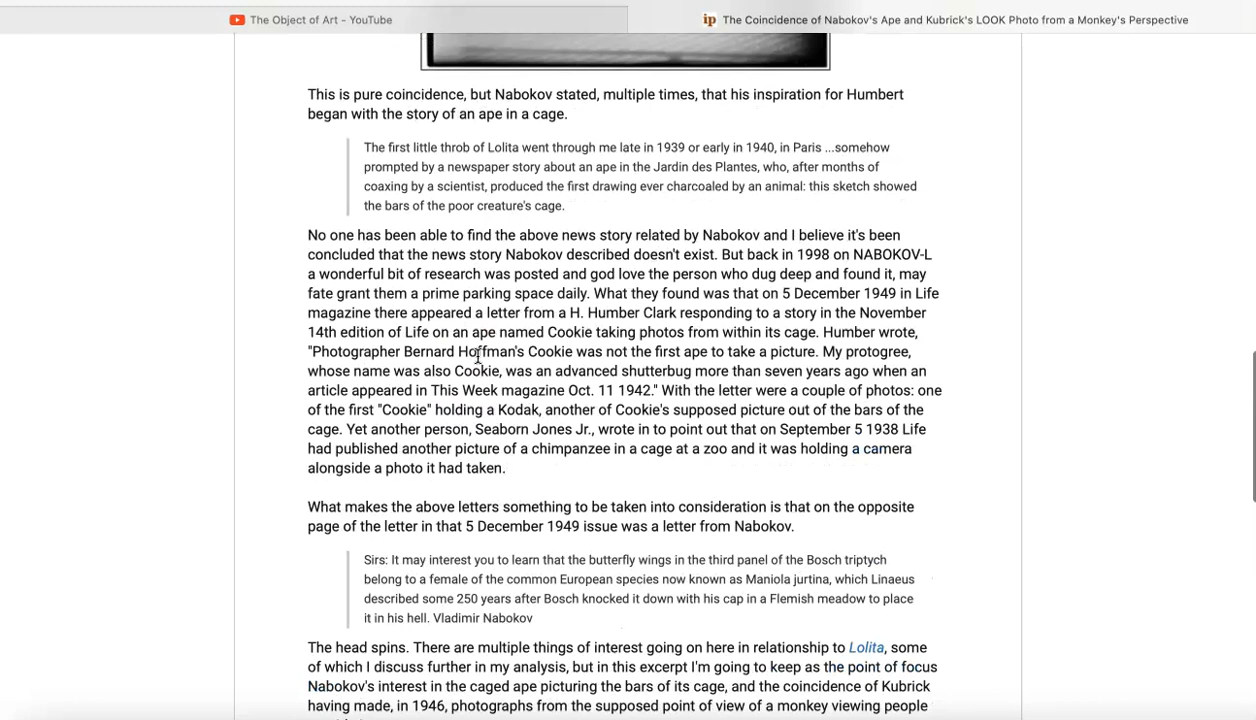 The Object of Art - YouTube
ip The Coincidence of Nabokov's Ape and Kubrick's LOOK Photo from a Monkey's Perspective
This is pure coincidence, but Nabokov stated, multiple times, that his inspiration for Humbert
began with the story of an ape in a cage.
The first little throb of Lolita went through me late in 1939 or early in 1940, in Paris ...somehow
prompted by a newspaper story about an ape in the Jardin des Plantes, who, after months of
coaxing by a scientist, produced the first drawing ever charcoaled by an animal: this sketch showed
the bars of the poor creature's cage.
No one has been able to find the above news story related by Nabokov and I believe it's been
concluded that the news story Nabokov described doesn't exist. But back in 1998 on NABOKOV-L
a wonderful bit of research was posted and god love the person who dug deep and found it, may
fate grant them a prime parking space daily. What they found was that on 5 December 1949 in Life
magazine there appeared a letter from a H. Humber Clark responding to a story in the November
14th edition of Life on an ape named Cookie taking photos from within its cage. Humber wrote,
"Photographer Bernard Hoffman's Cookie was not the first ape to take a picture. My protogree,
whose name was also Cookie, was an advanced shutterbug more than seven years ago when an
article appeared in This Week magazine Oct. 11 1942." With the letter were a couple of photos: one
of the first "Cookie" holding a Kodak, another of Cookie's supposed picture out of the bars of the
cage. Yet another person, Seaborn Jones Jr., wrote in to point out that on September 5 1938 Life
had published another picture of a chimpanzee in a cage at a zoo and it was holding a camera
alongside a photo it had taken.
What makes the above letters something to be taken into consideration is that on the opposite
page of the letter in that 5 December 1949 issue was a letter from Nabokov.
Sirs: It may interest you to learn that the butterfly wings in the third panel of the Bosch triptych
belong to a female of the common European species now known as Maniola jurtina, which Linaeus
described some 250 years after Bosch knocked it down with his cap in a Flemish meadow to place
it in his hell. Vladimir Nabokov
The head spins. There are multiple things of interest going on here in relationship to Lolita, some
of which I discuss further in my analysis, but in this excerpt I'm going to keep as the point of focus
Nabokov's interest in the caged ape picturing the bars of its cage, and the coincidence of Kubrick
having made, in 1946, photographs from the supposed point of view of a monkey viewing people